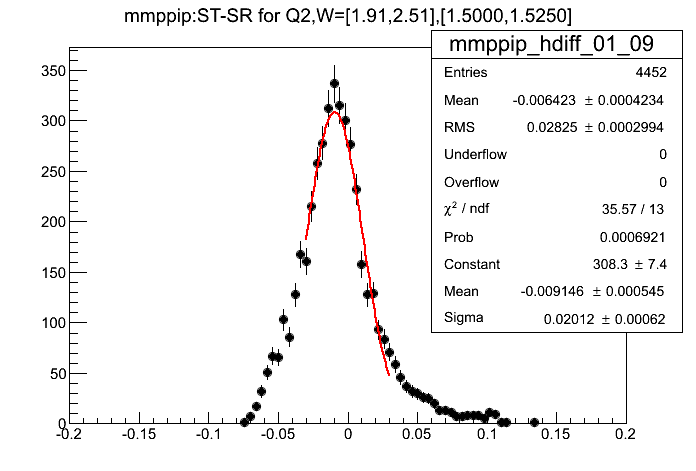 mmppip:ST-SR for Q2,W=[1.91,2.51],[1.5000,1.5250]
mmppip_hdiff_01_09
Entries 4452
Mean -0.006423 ± 0.0004234
RMS 0.02825 ± 0.0002994
Underflow 0
Overflow 0
χ² / ndf 35.57 / 13
Prob 0.0006921
Constant 308.3 ± 7.4
Mean -0.009146 ± 0.000545
Sigma 0.02012 ± 0.00062
350
300
250
200
150
100
50
0
-0.2 -0.15 -0.1 -0.05 0 0.05 0.1 0.15 0.2